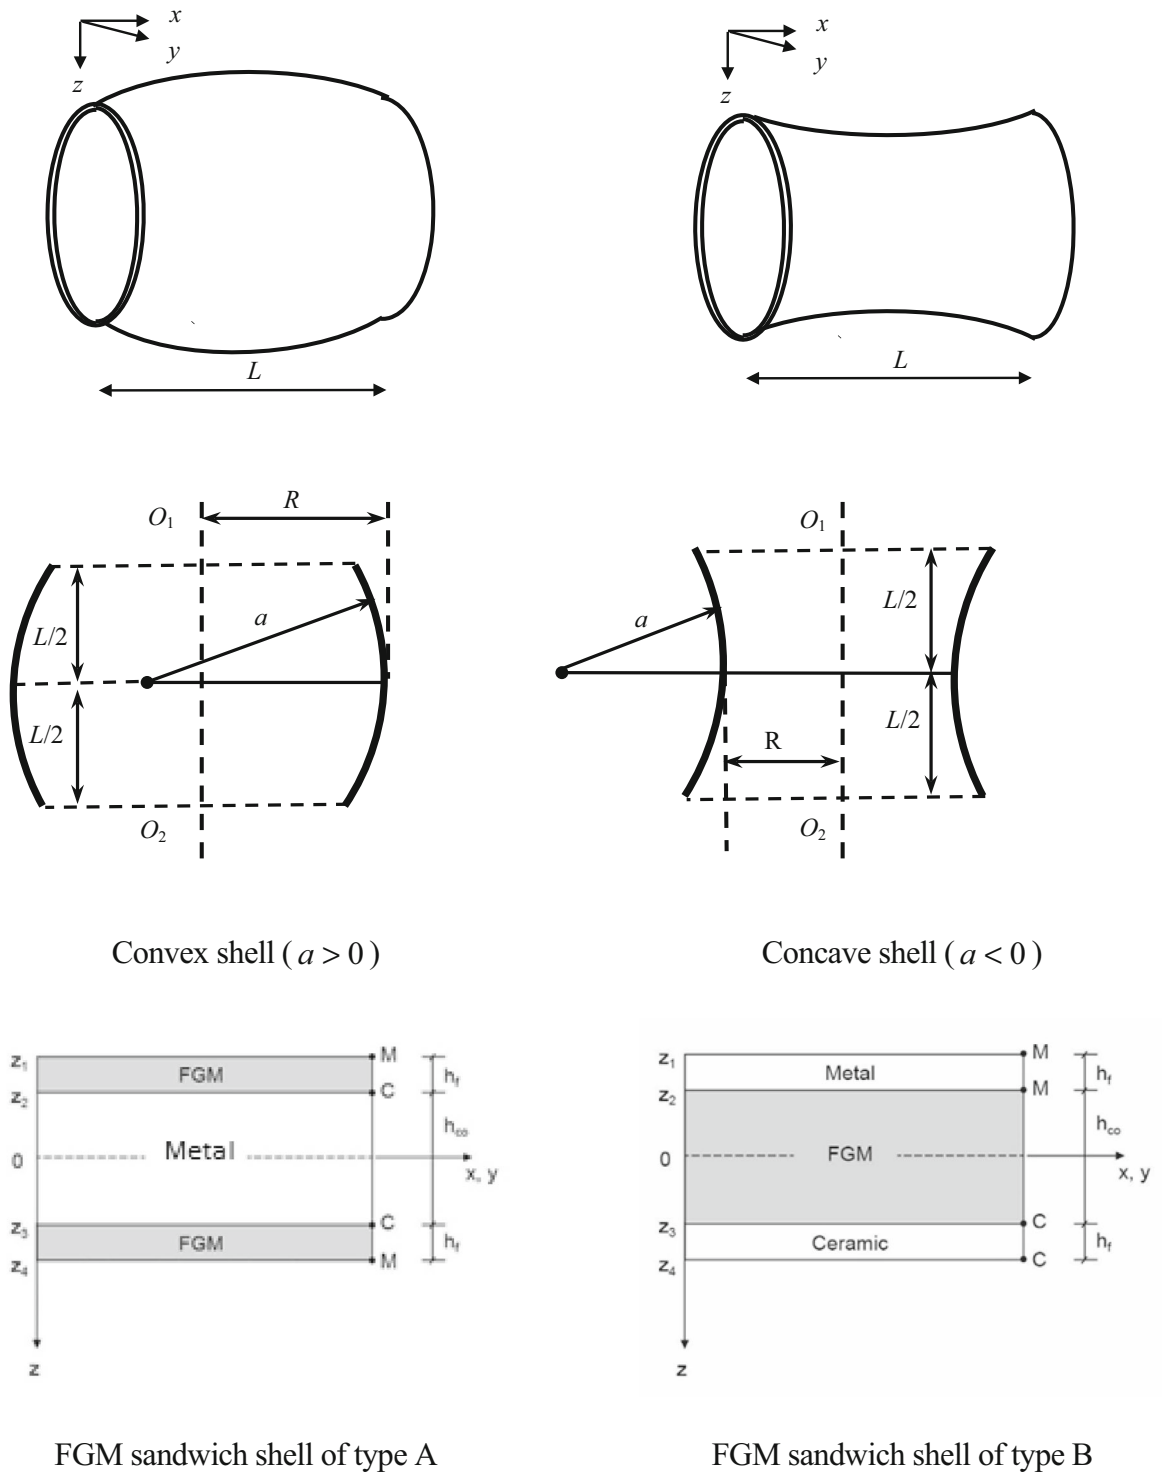 x
y
z
L
x
y
z
L
O1
R
a
L/2
L/2
O2
O1
L/2
a
L/2
R
O2
Convex shell ( a > 0 )
Concave shell ( a < 0 )
z1
M
FGM
hf
z2
C
hco
Metal
0
x, y
z3
C
FGM
hf
z4
M
z
z1
M
Metal
hf
z2
M
hco
0
FGM
x, y
z3
C
Ceramic
hf
z4
C
z
FGM sandwich shell of type A
FGM sandwich shell of type B